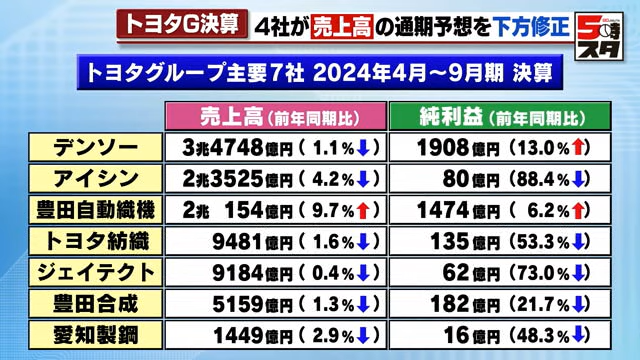 トヨタG決算 4社が売上高の通期予想を下方修正 5時スタ
トヨタグループ主要7社 2024年4月～9月期 決算
売上高(前年同期比) 純利益(前年同期比)
デンソー 3兆4748億円(1.1%↓) 1908億円(13.0%↑)
アイシン 2兆3525億円(4.2%↓) 80億円(88.4%↓)
豊田自動織機 2兆 154億円(9.7%↑) 1474億円(6.2%↑)
トヨタ紡織 9481億円(1.6%↓) 135億円(53.3%↓)
ジェイテクト 9184億円(0.4%↓) 62億円(73.0%↓)
豊田合成 5159億円(1.3%↓) 182億円(21.7%↓)
愛知製鋼 1449億円(2.9%↓) 16億円(48.3%↓)